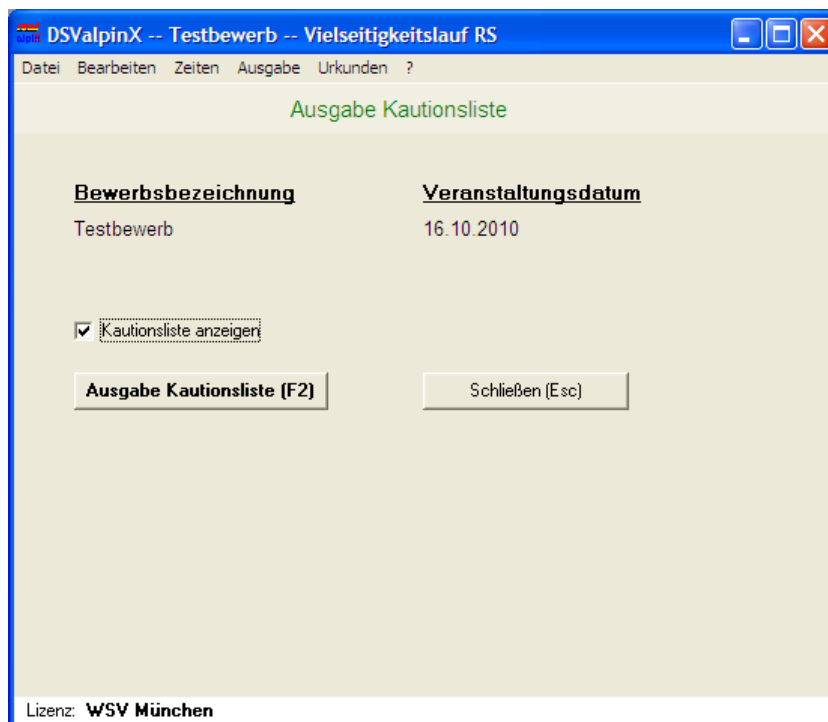 DSValpinX -- Testbewerb -- Vielseitigkeitslauf RS
Datei Bearbeiten Zeiten Ausgabe Urkunden ?
Ausgabe Kautionsliste
Bewerbsbezeichnung Veranstaltungsdatum
Testbewerb 16.10.2010
Kautionsliste anzeigen
Ausgabe Kautionsliste (F2) Schließen (Esc)
Lizenz: WSV München